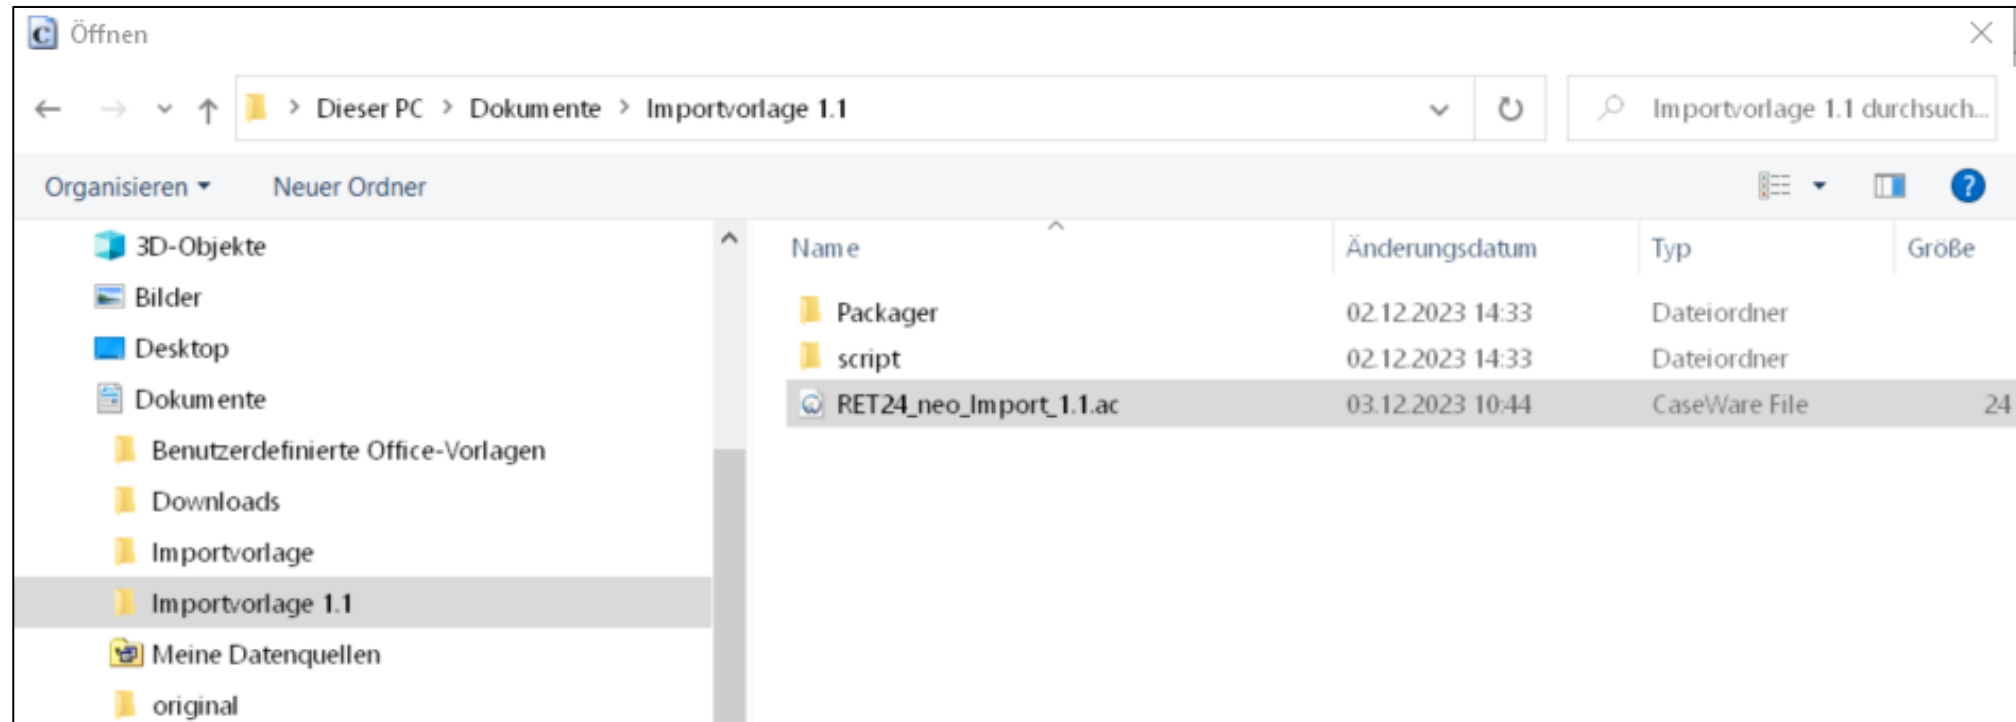 Öffnen
Dieser PC > Dokumente > Importvorlage 1.1
Importvorlage 1.1 durchsuch...
Organisieren
Neuer Ordner
3D-Objekte
Bilder
Desktop
Dokumente
Benutzerdefinierte Office-Vorlagen
Downloads
Importvorlage
Importvorlage 1.1
Meine Datenquellen
original
Name Änderungsdatum Typ Größe
Packager 02.12.2023 14:33 Dateiordner
script 02.12.2023 14:33 Dateiordner
RET24_neo_Import_1.1.ac 03.12.2023 10:44 CaseWare File 24